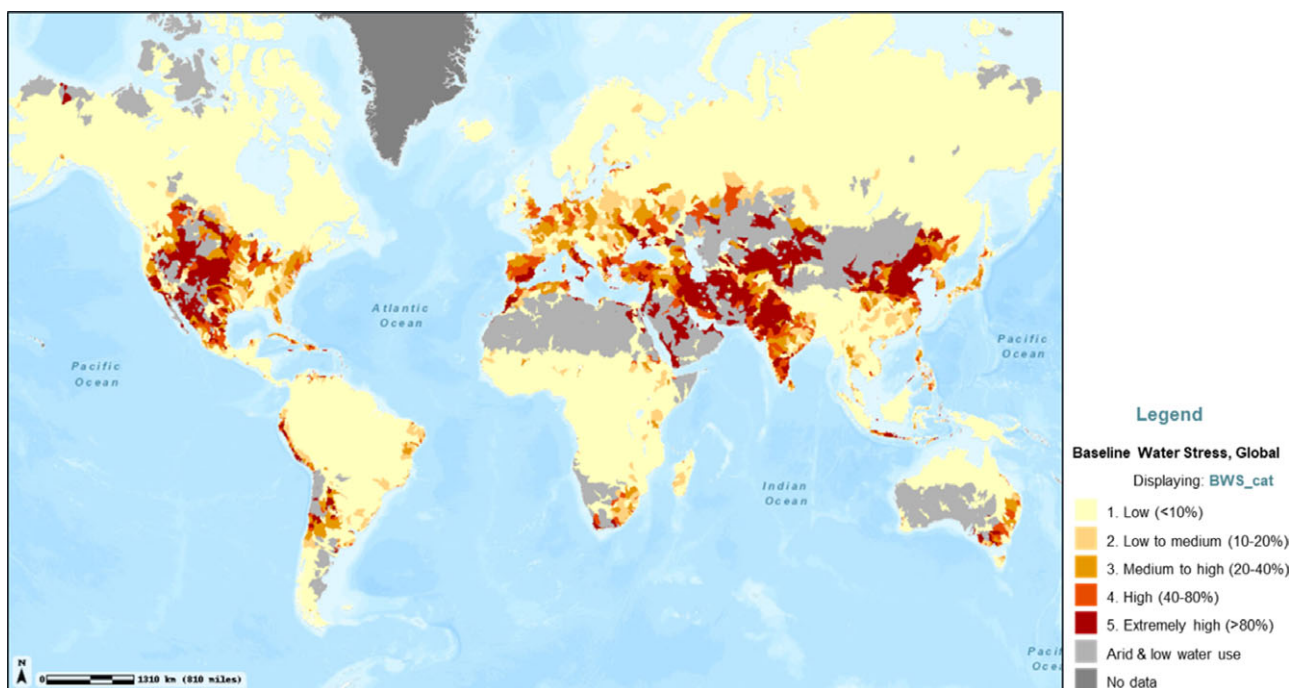 Atlantic
Ocean
Pacific
Ocean
Pacific
Ocean
Indian
Ocean
Pacif
Ocea
N
0 1310 km (810 miles)
Legend
Baseline Water Stress, Global
Displaying: BWS_cat
1. Low (<10%)
2. Low to medium (10-20%)
3. Medium to high (20-40%)
4. High (40-80%)
5. Extremely high (>80%)
Arid & low water use
No data